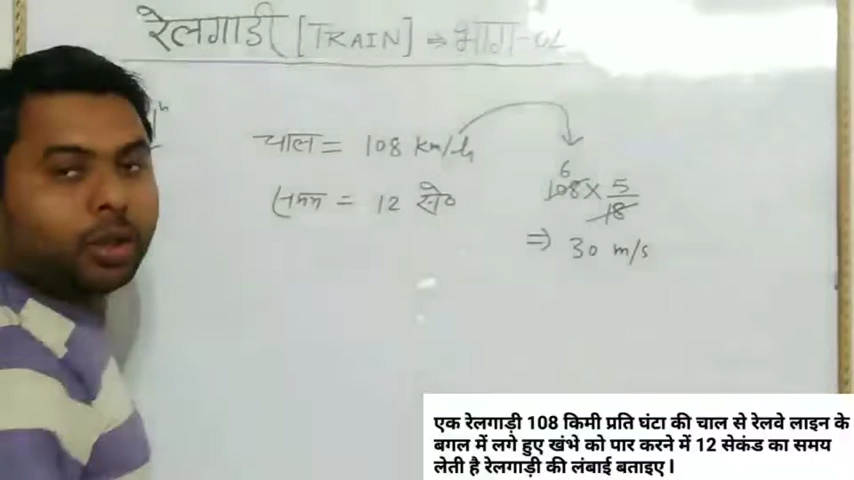 रेलगाड़ी [TRAIN] ⇒ भाग-02
चाल = 108 km/h
समय = 12 से०
6
108 × 5/18
⇒ 30 m/s
एक रेलगाड़ी 108 किमी प्रति घंटा की चाल से रेलवे लाइन के
बगल में लगे हुए खंभे को पार करने में 12 सेकंड का समय
लेती है रेलगाड़ी की लंबाई बताइए I